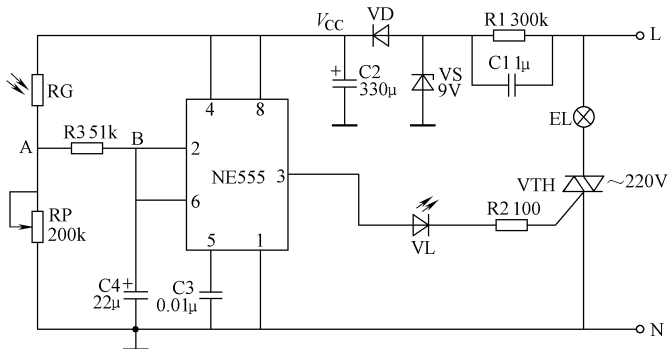 VCC
VD
R1 300k
L
C1 1μ
RG
C2
330μ
VS
9V
4
8
EL
A
R3 51k
B
2
NE555
3
VTH
~220V
6
RP
200k
R2 100
5
1
VL
C4
22μ
C3
0.01μ
N